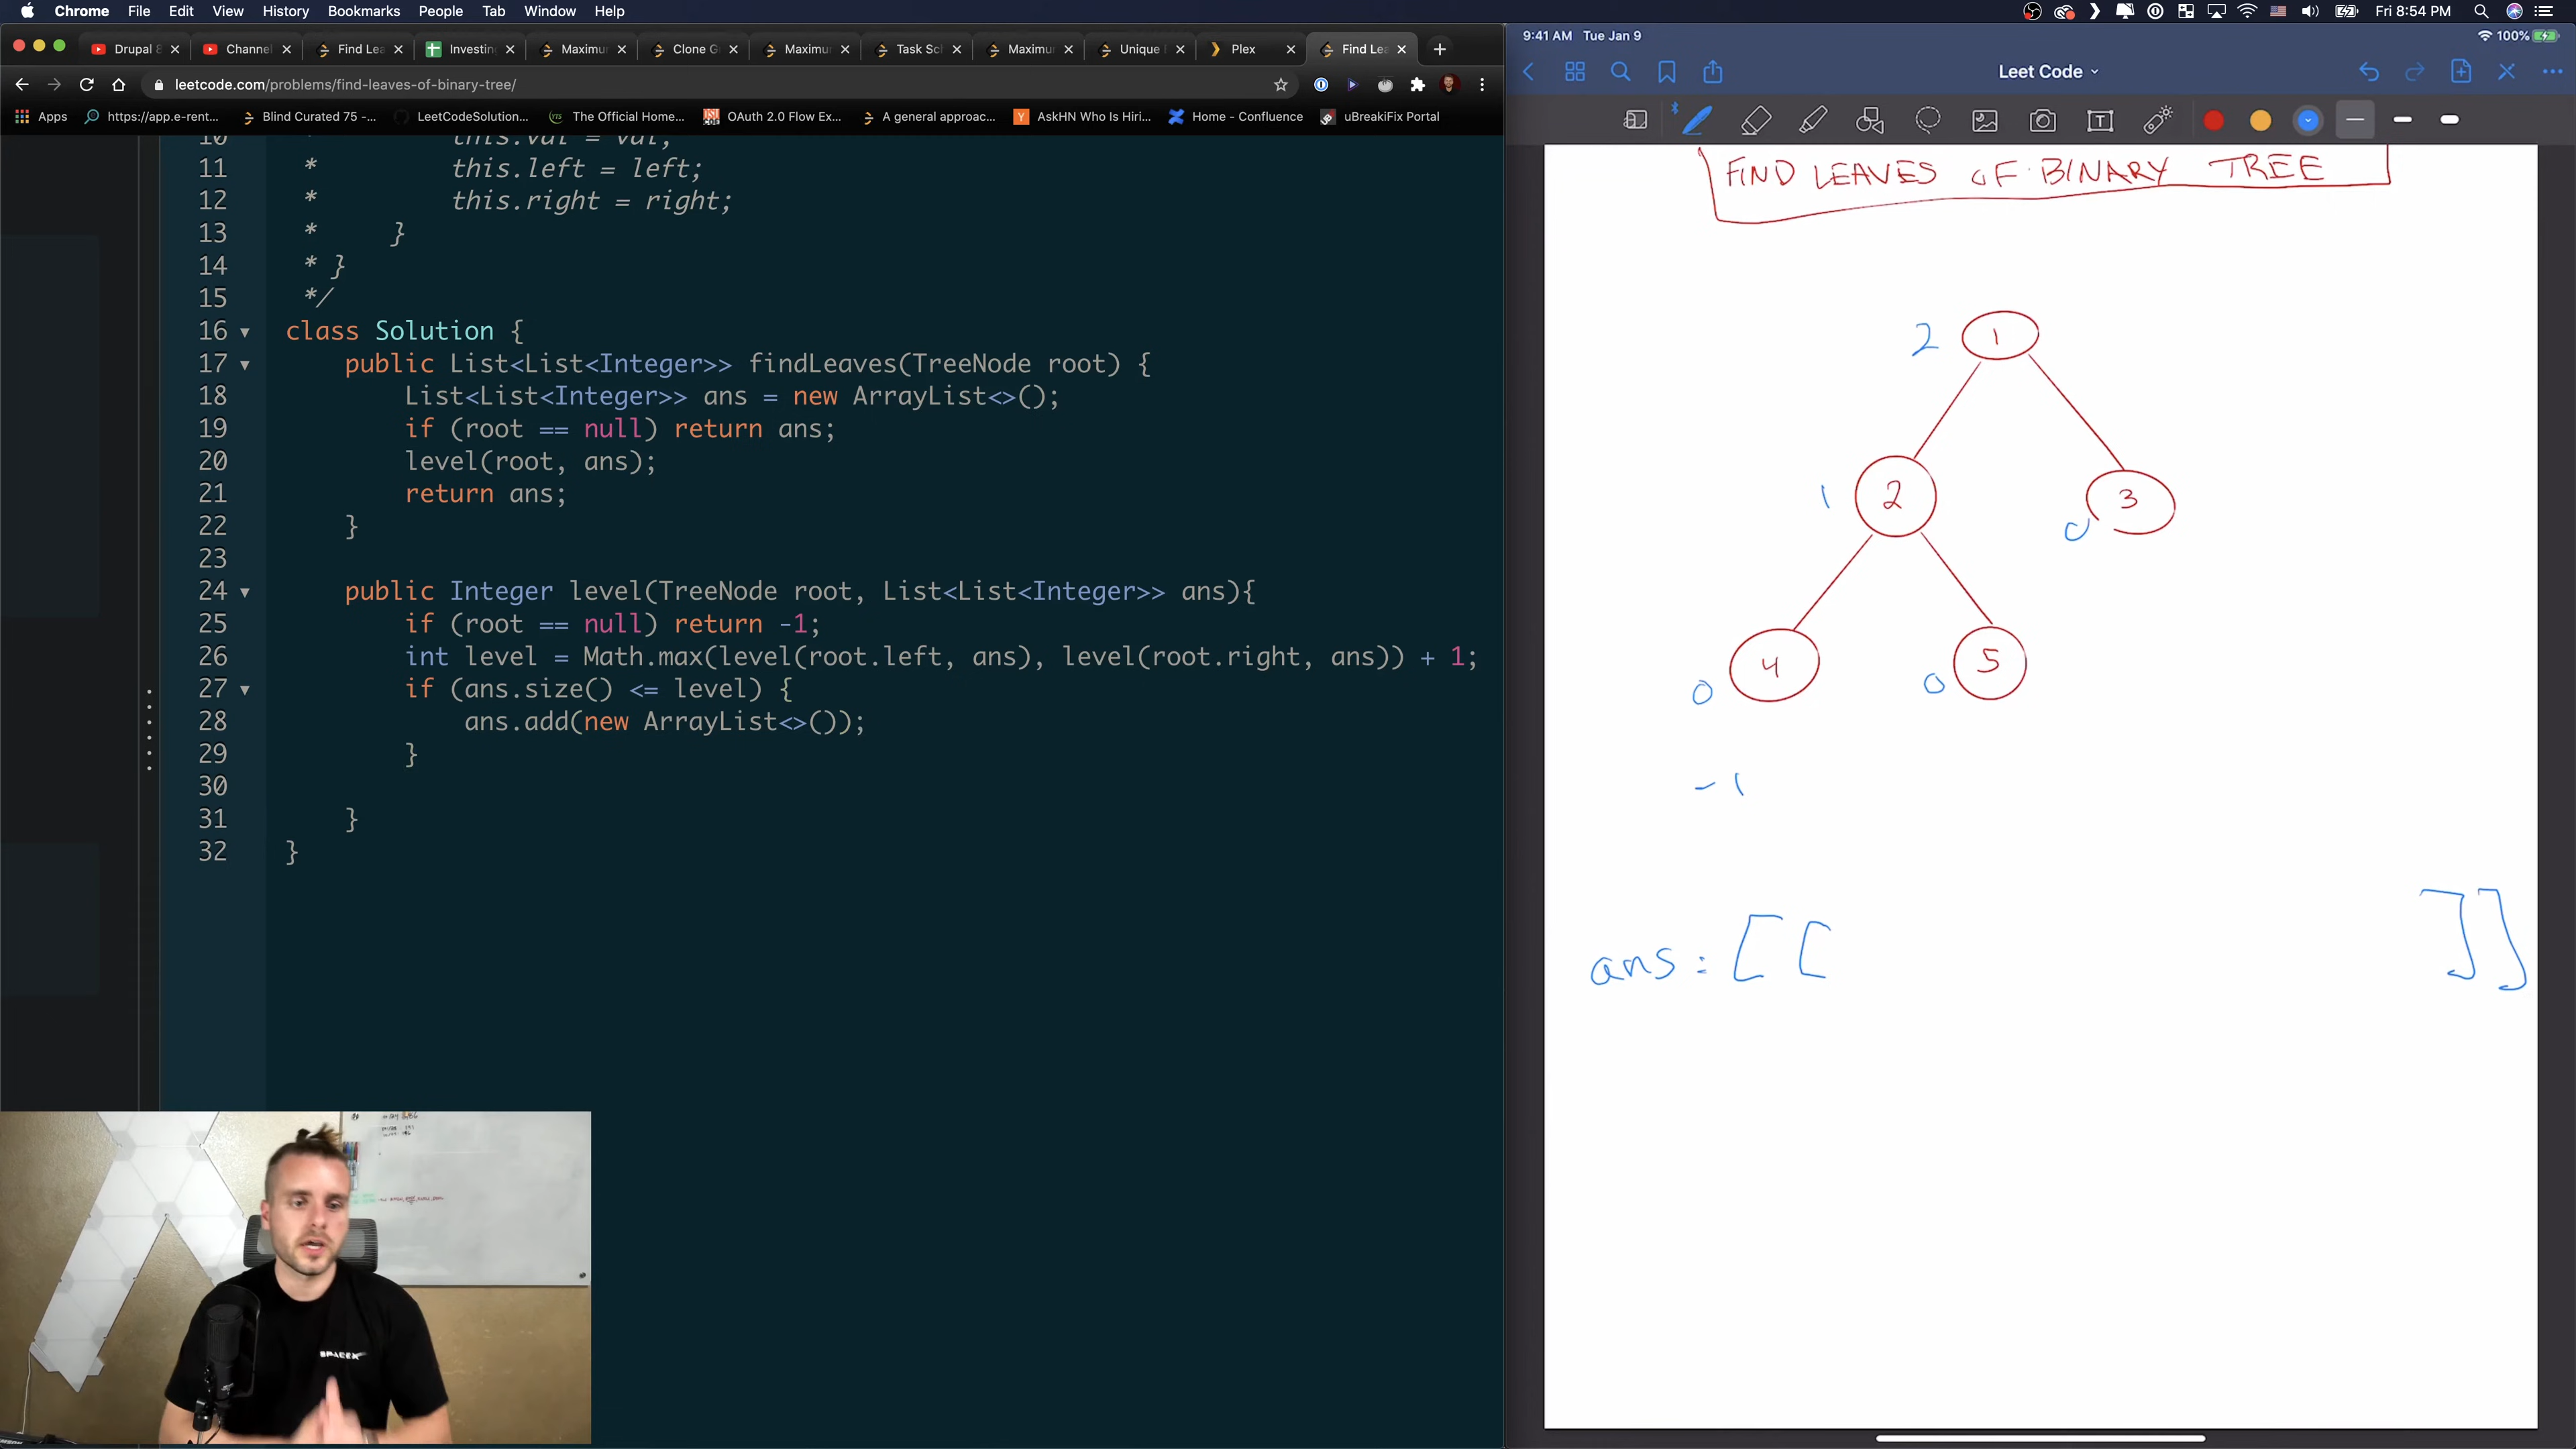 Chrome File Edit View History Bookmarks People Tab Window Help Fri 8:54 PM
Drupal 8 Channel Find Lea Investing Maximu Clone G Maximu Task Sc Maximu Unique Plex Find Lea
leetcode.com/problems/find-leaves-of-binary-tree/
Apps https://app.e-rent... Blind Curated 75 -... LeetCodeSolution... The Official Home... OAuth 2.0 Flow Ex... A general approac... AskHN Who Is Hiri... Home - Confluence uBreakiFix Portal
10 * this.val = val;
11 * this.left = left;
12 * this.right = right;
13 * }
14 * }
15 */
16 class Solution {
17 public List<List<Integer>> findLeaves(TreeNode root) {
18 List<List<Integer>> ans = new ArrayList<>();
19 if (root == null) return ans;
20 level(root, ans);
21 return ans;
22 }
23
24 public Integer level(TreeNode root, List<List<Integer>> ans){
25 if (root == null) return -1;
26 int level = Math.max(level(root.left, ans), level(root.right, ans)) + 1;
27 if (ans.size() <= level) {
28 ans.add(new ArrayList<>());
29 }
30
31 }
32 }
SPACEX
9:41 AM Tue Jan 9 100%
Leet Code
FIND LEAVES OF BINARY TREE
2 1
1 2 0 3
0 4 0 5
-1
ans: [[ ]]